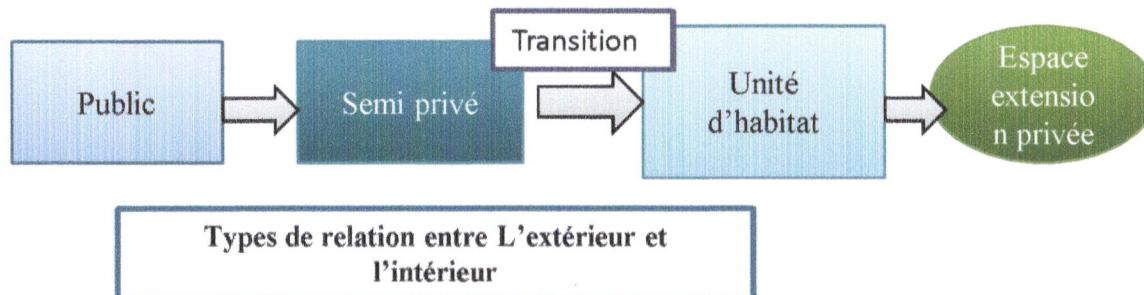 Transition
Public
Semi privé
Unité
d'habitat
Espace
extensio
n privée
Types de relation entre L'extérieur et
l'intérieur